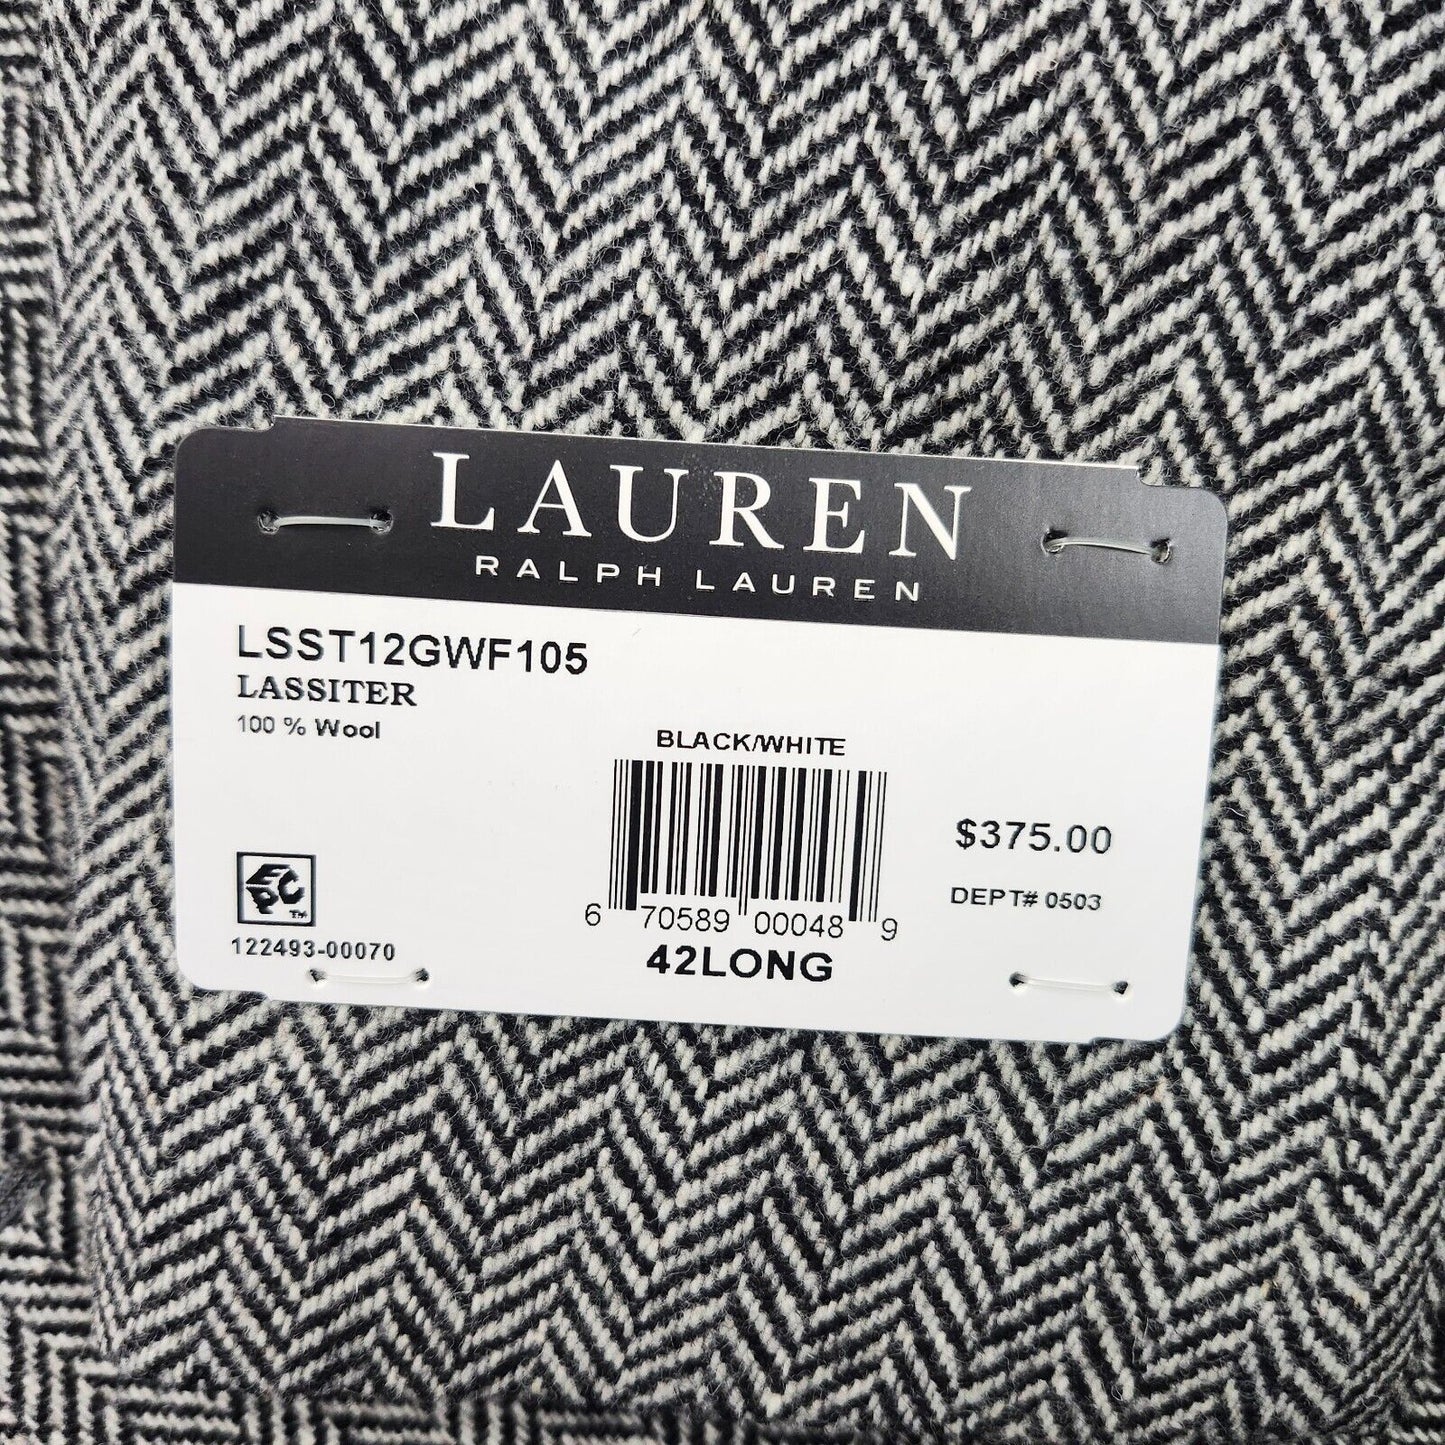 LAUREN
RALPH LAUREN
LSST12GWF105
LASSITER
100 % Wool
BLACK/WHITE
$375.00
DEPT# 0503
EPC™
6 70589 00048 9
122493-00070
42LONG